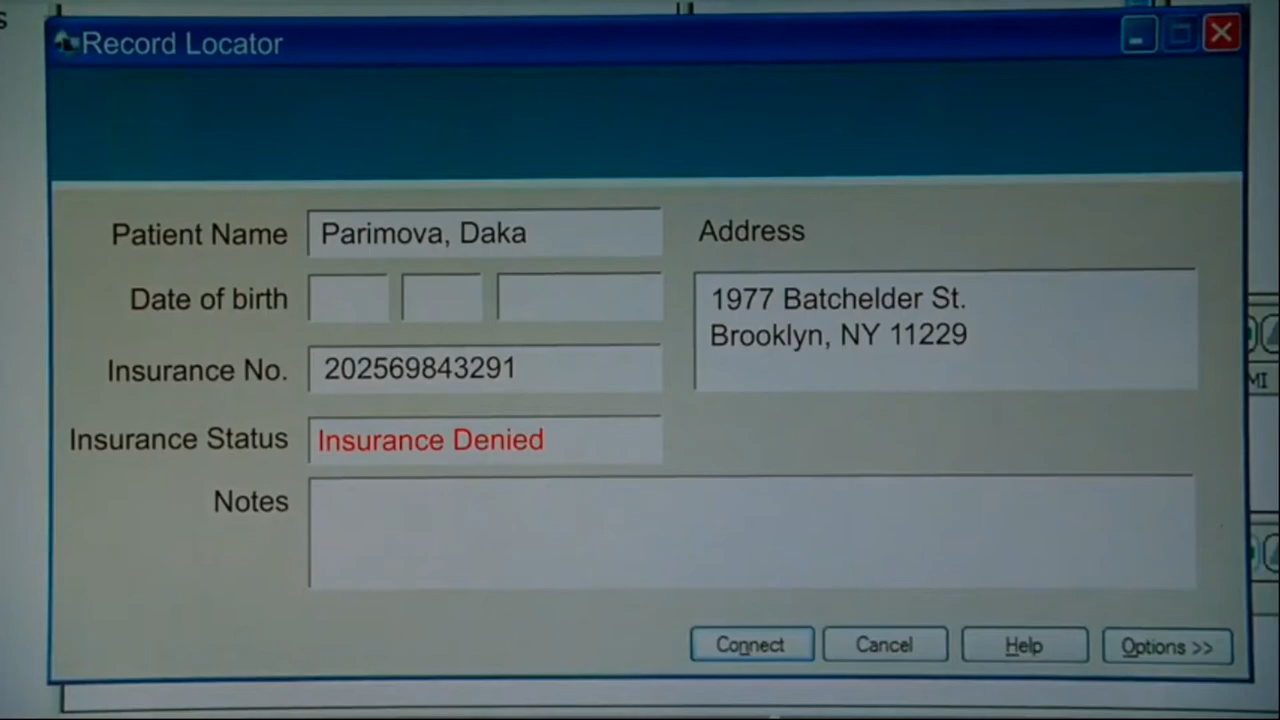 Record Locator
Patient Name
Parimova, Daka
Date of birth
Insurance No.
202569843291
Insurance Status
Insurance Denied
Notes
Address
1977 Batchelder St.
Brooklyn, NY 11229
MI
Connect
Cancel
Help
Options >>